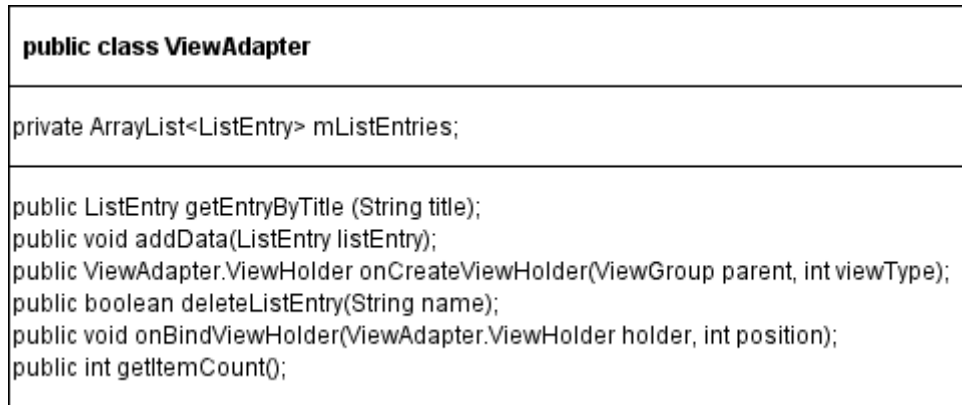 public class ViewAdapter
private ArrayList<ListEntry> mListEntries;
public ListEntry getEntryByTitle (String title);
public void addData(ListEntry listEntry);
public ViewAdapter.ViewHolder onCreateViewHolder(ViewGroup parent, int viewType);
public boolean deleteListEntry(String name);
public void onBindViewHolder(ViewAdapter.ViewHolder holder, int position);
public int getItemCount();